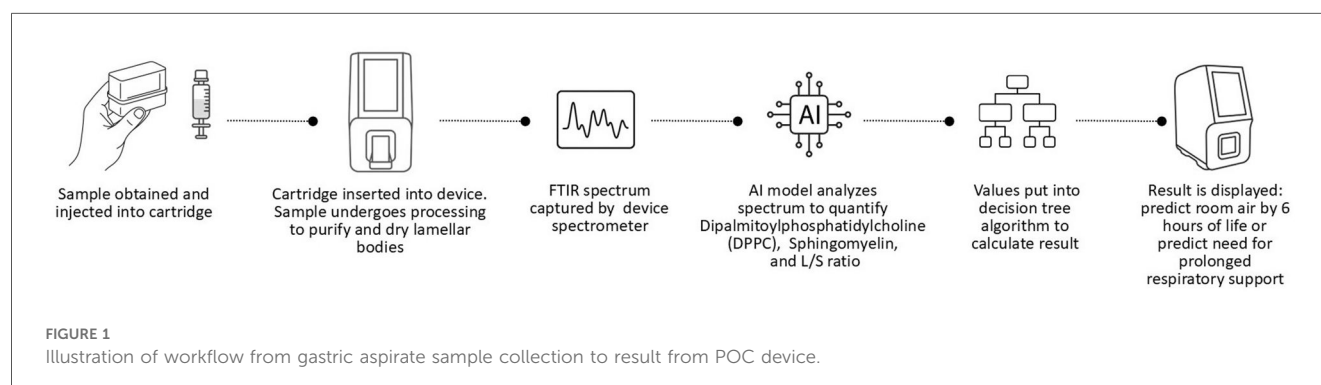 AI
Sample obtained and
injected into cartridge
Cartridge inserted into device.
Sample undergoes processing
to purify and dry lamellar
bodies
FTIR spectrum
captured by device
spectrometer
AI model analyzes
spectrum to quantify
Dipalmitoylphosphatidylcholine
(DPPC), Sphingomyelin,
and L/S ratio
Values put into
decision tree
algorithm to
calculate result
Result is displayed:
predict room air by 6
hours of life or
predict need for
prolonged
respiratory support
FIGURE 1
Illustration of workflow from gastric aspirate sample collection to result from POC device.